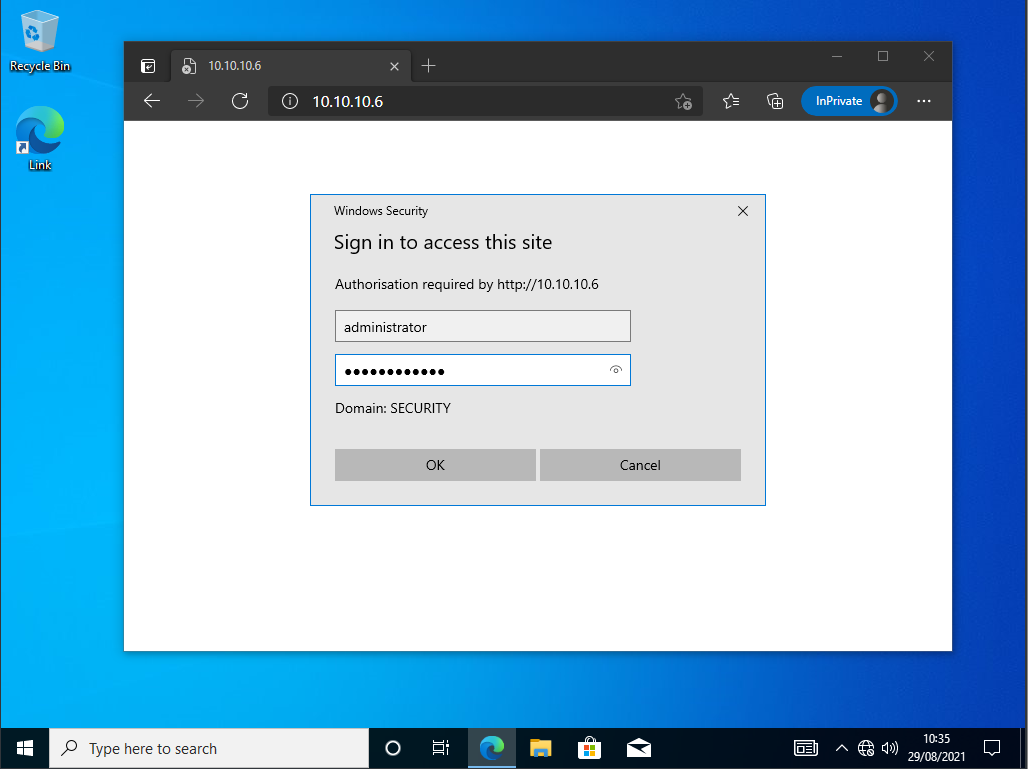 Recycle Bin
Link
10.10.10.6
10.10.10.6
InPrivate
Windows Security
Sign in to access this site
Authorisation required by http://10.10.10.6
administrator
●●●●●●●●●●●●
Domain: SECURITY
OK Cancel
Type here to search
10:35
29/08/2021